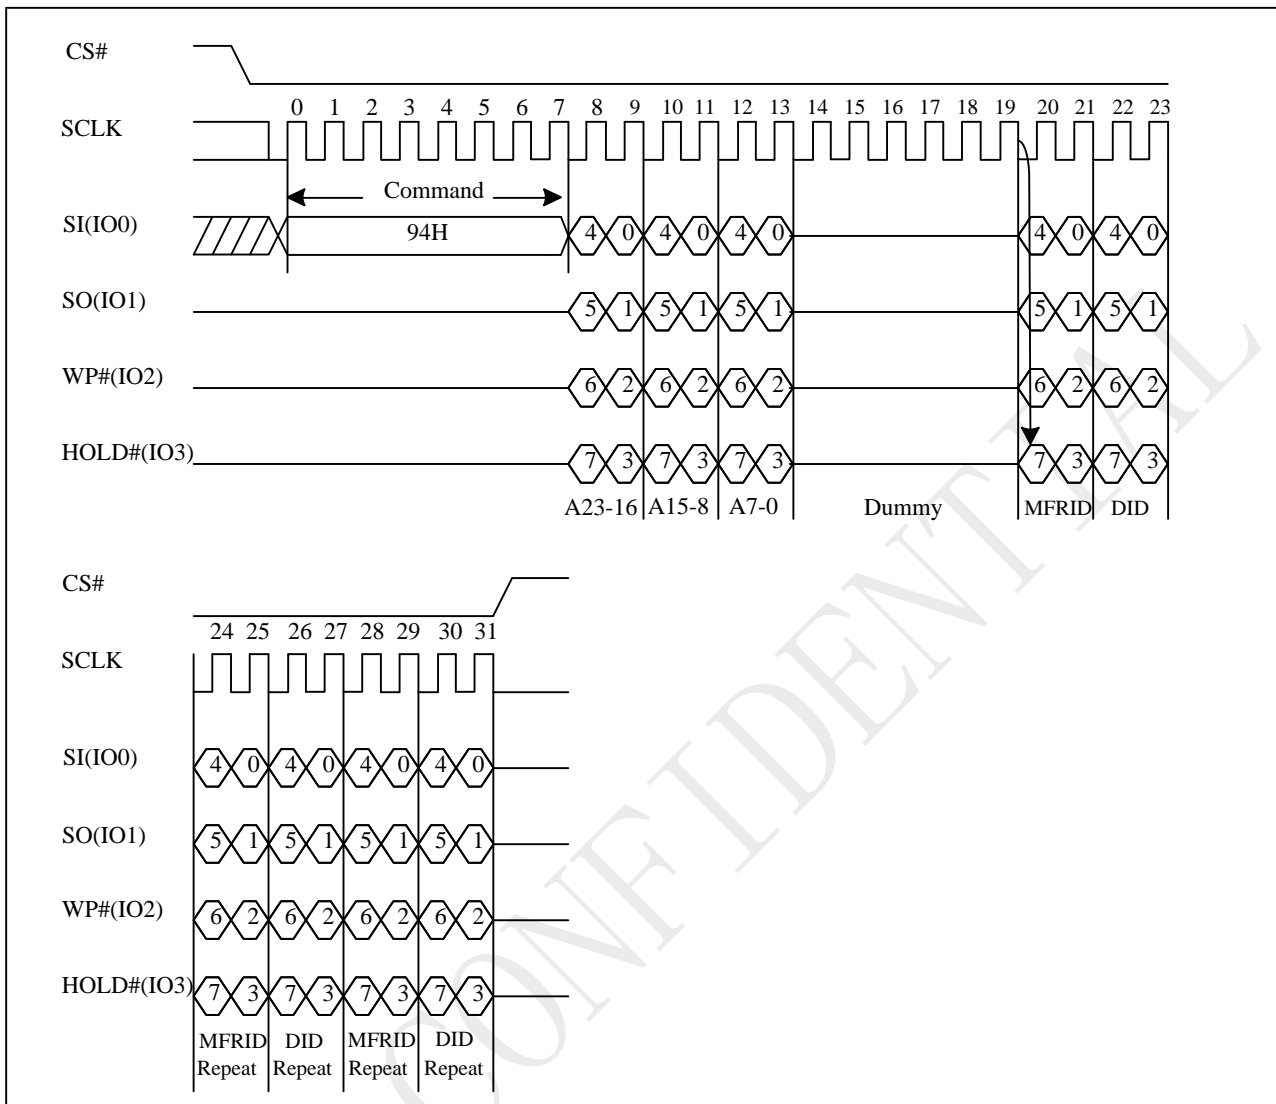 CS#
0 1 2 3 4 5 6 7 8 9 10 11 12 13 14 15 16 17 18 19 20 21 22 23
SCLK
Command
SI(IO0) 94H 4 0 4 0 4 0 4 0 4 0
SO(IO1) 5 1 5 1 5 1 5 1 5 1
WP#(IO2) 6 2 6 2 6 2 6 2 6 2
HOLD#(IO3) 7 3 7 3 7 3 7 3 7 3
A23-16 A15-8 A7-0 Dummy MFRID DID
CS#
24 25 26 27 28 29 30 31
SCLK
SI(IO0) 4 0 4 0 4 0 4 0
SO(IO1) 5 1 5 1 5 1 5 1
WP#(IO2) 6 2 6 2 6 2 6 2
HOLD#(IO3) 7 3 7 3 7 3 7 3
MFRID DID MFRID DID
Repeat Repeat Repeat Repeat
CONFIDENTIAL